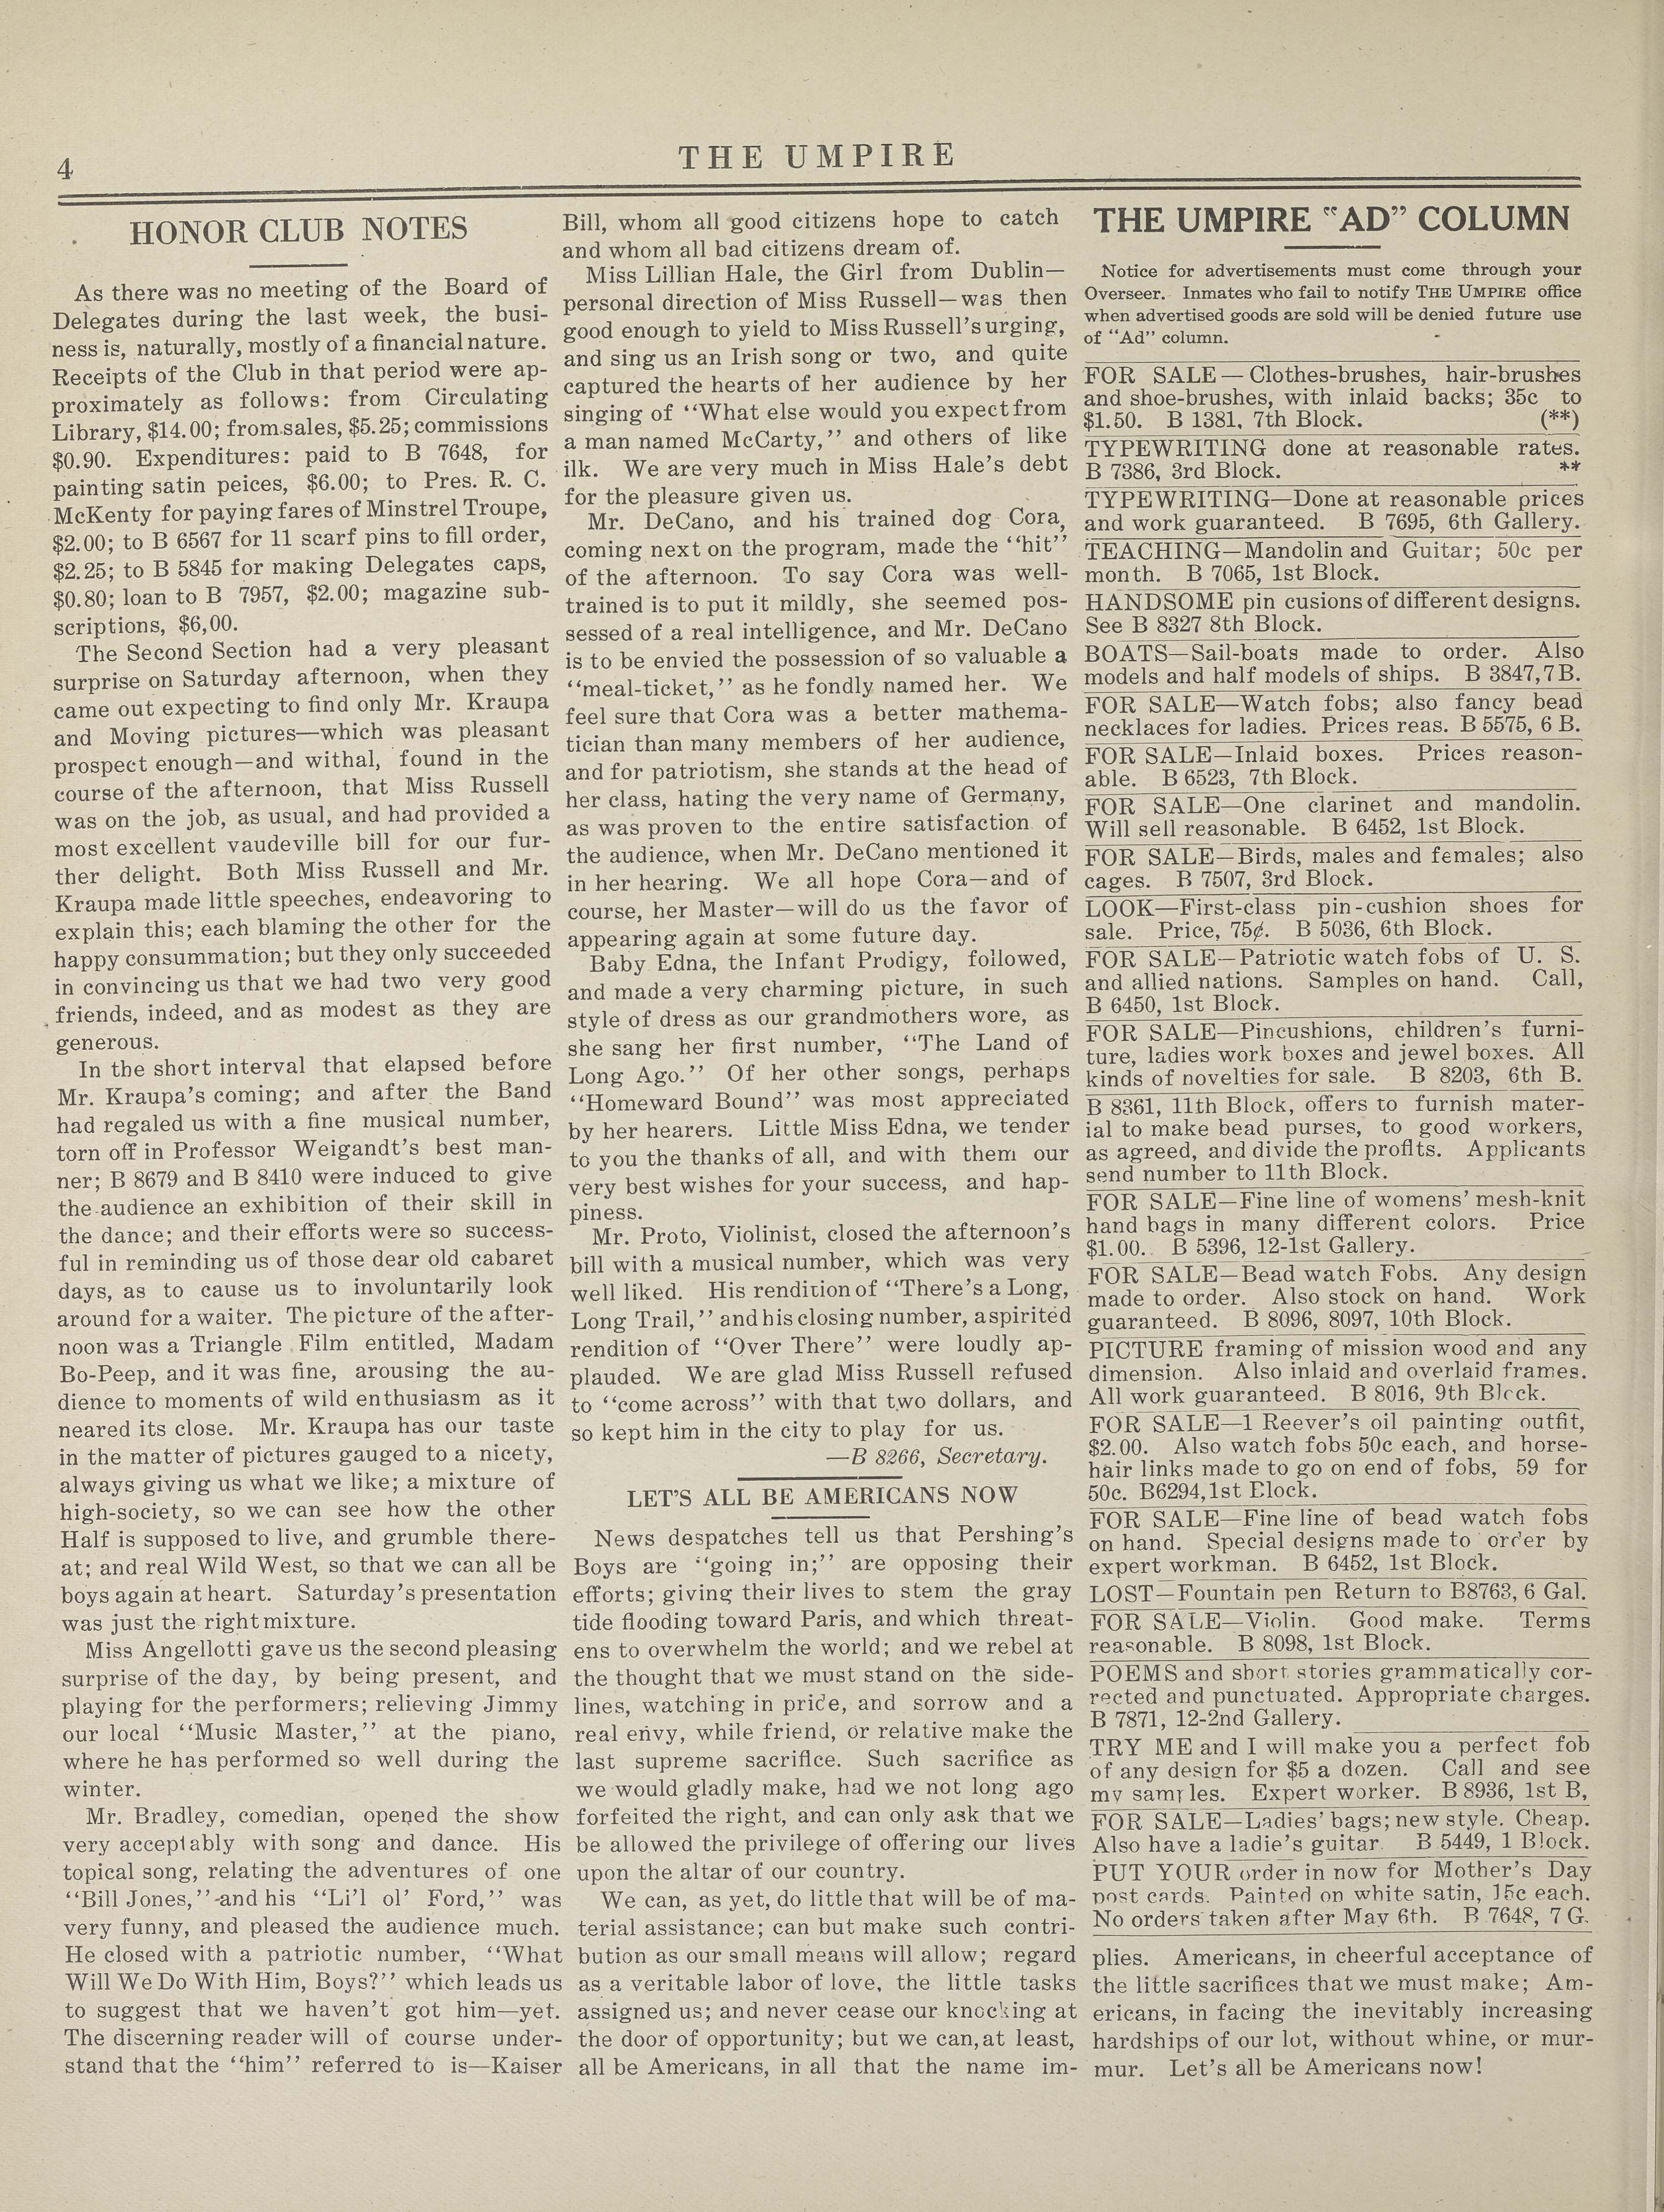 4
THE UMPIRE
HONOR CLUB NOTES
As there was no meeting of the Board of
Delegates during the last week, the busi-
ness is, naturally, mostly of a financial nature.
Receipts of the Club in that period were ap-
proximately as follows: from Circulating
Library, $14.00; from sales, $5.25; commissions
$0.90. Expenditures: paid to B 7648, for
painting satin peices, $6.00; to Pres. R. C.
McKenty for paying fares of Minstrel Troupe,
$2.00; to B 6567 for 11 scarf pins to fill order,
$2.25; to B 5845 for making Delegates caps,
$0.80; loan to B 7957, $2.00; magazine sub-
scriptions, $6,00.
The Second Section had a very pleasant
surprise on Saturday afternoon, when they
came out expecting to find only Mr. Kraupa
and Moving pictures—which was pleasant
prospect enough—and withal, found in the
course of the afternoon, that Miss Russell
was on the job, as usual, and had provided a
most excellent vaudeville bill for our fur-
ther delight. Both Miss Russell and Mr.
Kraupa made little speeches, endeavoring to
explain this; each blaming the other for the
happy consummation; but they only succeeded
in convincing us that we had two very good
friends, indeed, and as modest as they are
generous.
In the short interval that elapsed before
Mr. Kraupa's coming; and after the Band
had regaled us with a fine musical number,
torn off in Professor Weigandt's best man-
ner; B 8679 and B 8410 were induced to give
the audience an exhibition of their skill in
the dance; and their efforts were so success-
ful in reminding us of those dear old cabaret
days, as to cause us to involuntarily look
around for a waiter. The picture of the after-
noon was a Triangle Film entitled, Madam
Bo-Peep, and it was fine, arousing the au-
dience to moments of wild enthusiasm as it
neared its close. Mr. Kraupa has our taste
in the matter of pictures gauged to a nicety,
always giving us what we like; a mixture of
high-society, so we can see how the other
Half is supposed to live, and grumble there-
at; and real Wild West, so that we can all be
boys again at heart. Saturday's presentation
was just the right mixture.
Miss Angellotti gave us the second pleasing
surprise of the day, by being present, and
playing for the performers; relieving Jimmy
our local ‘‘Music Master,’’ at the piano,
where he has performed so well during the
winter.
Mr. Bradley, comedian, opened the show
very acceptably with song and dance. His
topical song, relating the adventures of one
‘‘Bill Jones,’’ and his ‘‘Li'l ol' Ford,’’ was
very funny, and pleased the audience much.
He closed with a patriotic number, ‘‘What
Will We Do With Him, Boys?’’ which leads us
to suggest that we haven't got him—yet.
The discerning reader will of course under-
stand that the ‘‘him’’ referred to is—Kaiser
Bill, whom all good citizens hope to catch
and whom all bad citizens dream of.
Miss Lillian Hale, the Girl from Dublin—
personal direction of Miss Russell—was then
good enough to yield to Miss Russell's urging,
and sing us an Irish song or two, and quite
captured the hearts of her audience by her
singing of ‘‘What else would you expect from
a man named McCarty,’’ and others of like
ilk. We are very much in Miss Hale's debt
for the pleasure given us.
Mr. DeCano, and his trained dog Cora,
coming next on the program, made the ‘‘hit’’
of the afternoon. To say Cora was well-
trained is to put it mildly, she seemed pos-
sessed of a real intelligence, and Mr. DeCano
is to be envied the possession of so valuable a
‘‘meal-ticket,’’ as he fondly named her. We
feel sure that Cora was a better mathema-
tician than many members of her audience,
and for patriotism, she stands at the head of
her class, hating the very name of Germany,
as was proven to the entire satisfaction of
the audience, when Mr. DeCano mentioned it
in her hearing. We all hope Cora—and of
course, her Master—will do us the favor of
appearing again at some future day.
Baby Edna, the Infant Prodigy, followed,
and made a very charming picture, in such
style of dress as our grandmothers wore, as
she sang her first number, ‘‘The Land of
Long Ago.’’ Of her other songs, perhaps
‘‘Homeward Bound’’ was most appreciated
by her hearers. Little Miss Edna, we tender
to you the thanks of all, and with them our
very best wishes for your success, and hap-
piness.
Mr. Proto, Violinist, closed the afternoon's
bill with a musical number, which was very
well liked. His rendition of ‘‘There's a Long,
Long Trail,’’ and his closing number, a spirited
rendition of ‘‘Over There’’ were loudly ap-
plauded. We are glad Miss Russell refused
to ‘‘come across’’ with that two dollars, and
so kept him in the city to play for us.
—B 8266, Secretary.
LET'S ALL BE AMERICANS NOW
News despatches tell us that Pershing's
Boys are ‘‘going in;’’ are opposing their
efforts; giving their lives to stem the gray
tide flooding toward Paris, and which threat-
ens to overwhelm the world; and we rebel at
the thought that we must stand on the side-
lines, watching in price, and sorrow and a
real envy, while friend, or relative make the
last supreme sacrifice. Such sacrifice as
we would gladly make, had we not long ago
forfeited the right, and can only ask that we
be allowed the privilege of offering our lives
upon the altar of our country.
We can, as yet, do little that will be of ma-
terial assistance; can but make such contri-
bution as our small means will allow; regard
as a veritable labor of love, the little tasks
assigned us; and never cease our knocking at
the door of opportunity; but we can, at least,
all be Americans, in all that the name im-
THE UMPIRE “AD” COLUMN
Notice for advertisements must come through your
Overseer. Inmates who fail to notify THE UMPIRE office
when advertised goods are sold will be denied future use
of “Ad” column.
FOR SALE— Clothes-brushes, hair-brushes
and shoe-brushes, with inlaid backs; 35c to
$1.50. B 1381, 7th Block. (**)
TYPEWRITING done at reasonable rates.
B 7386, 3rd Block. **
TYPEWRITING—Done at reasonable prices
and work guaranteed. B 7695, 6th Gallery.
TEACHING—Mandolin and Guitar; 50c per
month. B 7065, 1st Block.
HANDSOME pin cusions of different designs.
See B 8327 8th Block.
BOATS—Sail-boats made to order. Also
models and half models of ships. B 3847, 7B.
FOR SALE—Watch fobs; also fancy bead
necklaces for ladies. Prices reas. B 5575, 6 B.
FOR SALE—Inlaid boxes. Prices reason-
able. B 6523, 7th Block.
FOR SALE—One clarinet and mandolin.
Will sell reasonable. B 6452, 1st Block.
FOR SALE—Birds, males and females; also
cages. B 7507, 3rd Block.
LOOK—First-class pin-cushion shoes for
sale. Price, 75¢. B 5036, 6th Block.
FOR SALE—Patriotic watch fobs of U. S.
and allied nations. Samples on hand. Call,
B 6450, 1st Block.
FOR SALE—Pincushions, children's furni-
ture, ladies work boxes and jewel boxes. All
kinds of novelties for sale. B 8203, 6th B.
B 8361, 11th Block, offers to furnish mater-
ial to make bead purses, to good workers,
as agreed, and divide the profits. Applicants
send number to 11th Block.
FOR SALE—Fine line of womens' mesh-knit
hand bags in many different colors. Price
$1.00. B 5396, 12-1st Gallery.
FOR SALE—Bead watch Fobs. Any design
made to order. Also stock on hand. Work
guaranteed. B 8096, 8097, 10th Block.
PICTURE framing of mission wood and any
dimension. Also inlaid and overlaid frames.
All work guaranteed. B 8016, 9th Block.
FOR SALE—1 Reever's oil painting outfit,
$2.00. Also watch fobs 50c each, and horse-
hair links made to go on end of fobs, 59 for
50c. B6294, 1st Block.
FOR SALE—Fine line of bead watch fobs
on hand. Special designs made to order by
expert workman. B 6452, 1st Block.
LOST—Fountain pen Return to B8763, 6 Gal.
FOR SALE—Violin. Good make. Terms
reasonable. B 8098, 1st Block.
POEMS and short stories grammatically cor-
rected and punctuated. Appropriate charges.
B 7871, 12-2nd Gallery.
TRY ME and I will make you a perfect fob
of any design for $5 a dozen. Call and see
my samples. Expert worker. B 8936, 1st B,
FOR SALE—Ladies' bags; new style. Cheap.
Also have a ladie's guitar. B 5449, 1 Block.
PUT YOUR order in now for Mother's Day
post cards. Painted on white satin, 15c each.
No orders taken after May 6th. B 7648, 7 G.
plies. Americans, in cheerful acceptance of
the little sacrifices that we must make; Am-
ericans, in facing the inevitably increasing
hardships of our lot, without whine, or mur-
mur. Let's all be Americans now!